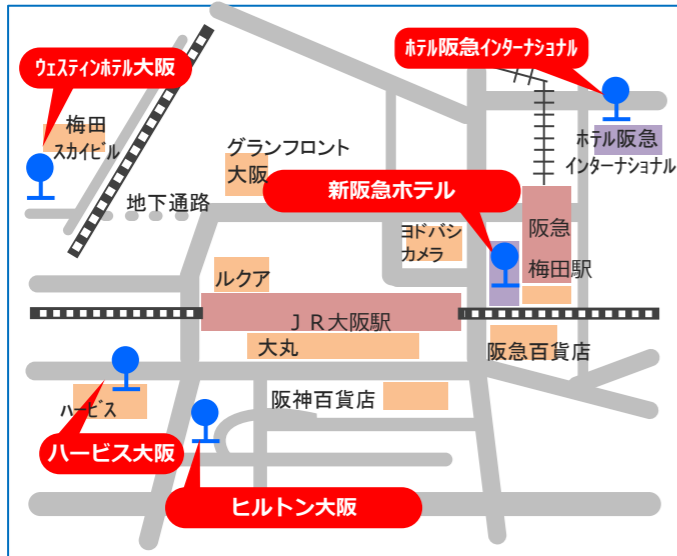 ウェスティンホテル大阪
ホテル阪急インターナショナル
梅田
スカイビル
グランフロント
大阪
ホテル阪急
インターナショナル
新阪急ホテル
地下通路
ヨドバシ
カメラ
阪急
梅田駅
ルクア
ＪＲ大阪駅
大丸
阪急百貨店
ハービス
阪神百貨店
ハービス大阪
ヒルトン大阪